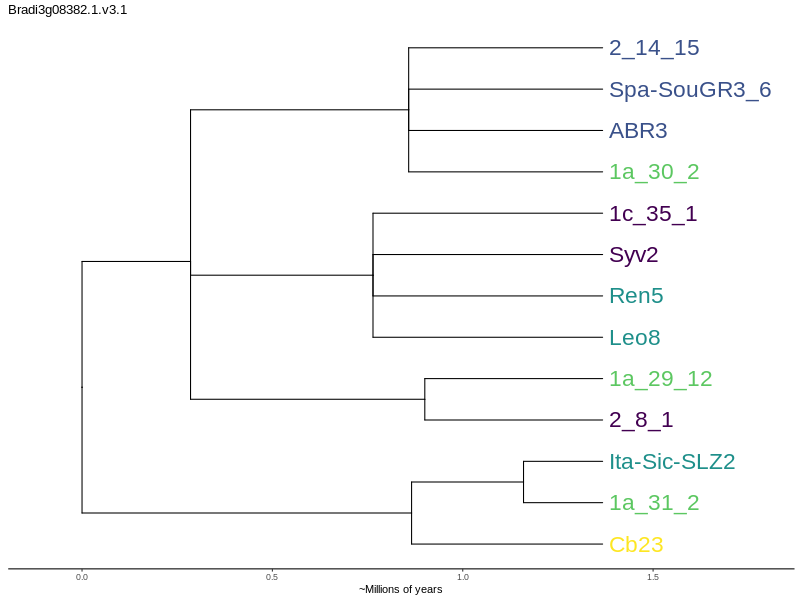 Bradi3g08382.1.v3.1
2_14_15
Spa-SouGR3_6
ABR3
1a_30_2
1c_35_1
Syv2
Ren5
Leo8
1a_29_12
2_8_1
Ita-Sic-SLZ2
1a_31_2
Cb23
0.0 0.5 1.0 1.5
~Millions of years